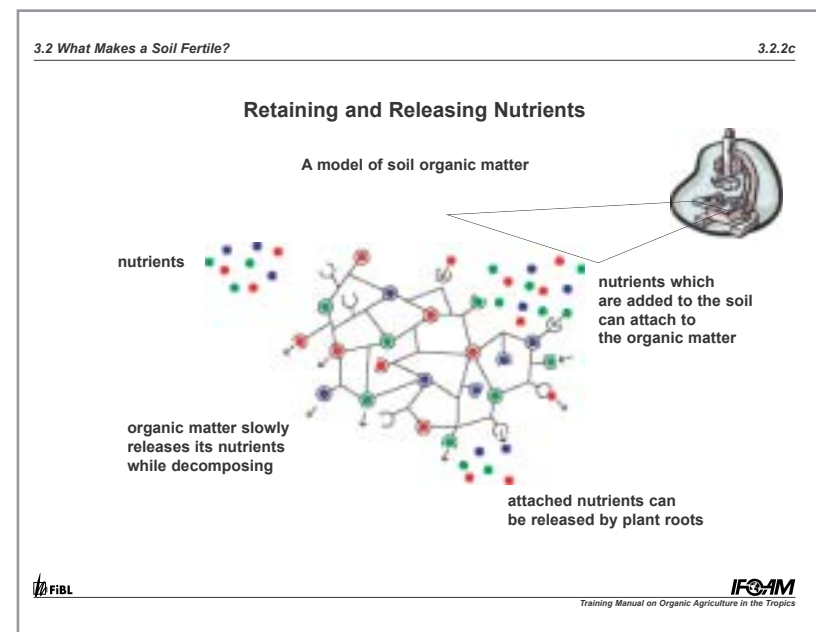 3.2 What Makes a Soil Fertile? 3.2.2c
Retaining and Releasing Nutrients
A model of soil organic matter
nutrients
nutrients which
are added to the soil
can attach to
the organic matter
organic matter slowly
releases its nutrients
while decomposing
attached nutrients can
be released by plant roots
FiBL
IFOAM
Training Manual on Organic Agriculture in the Tropics